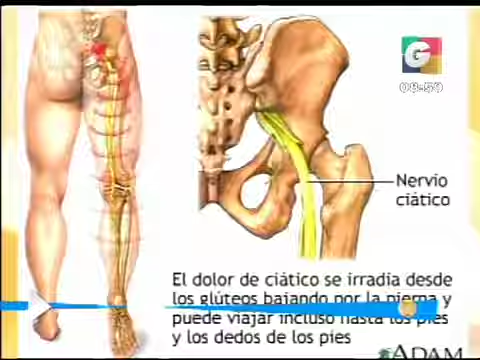 G
08:59
Nervio
ciático
El dolor de ciático se irradia desde
los glúteos bajando por la pierna y
puede viajar incluso hasta los pies
y los dedos de los pies
ADAM